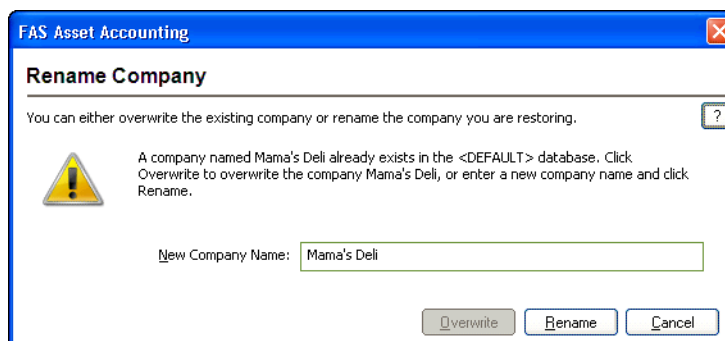 FAS Asset Accounting
Rename Company
You can either overwrite the existing company or rename the company you are restoring.
?
A company named Mama's Deli already exists in the <DEFAULT> database. Click
Overwrite to overwrite the company Mama's Deli, or enter a new company name and click
Rename.
New Company Name: Mama's Deli
Overwrite Rename Cancel